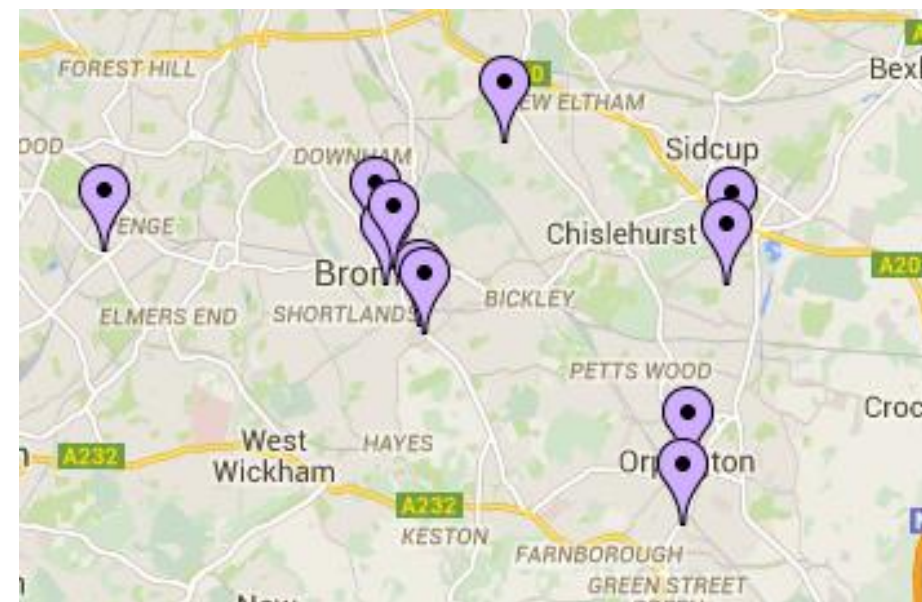 FOREST HILL
Bexl
EW ELTHAM
OOD
DOWNHAM
Sidcup
ENGE
Chislehurst
A20
Brom
BICKLEY
ELMERS END
SHORTLANDS
PETTS WOOD
Croc
West
Wickham
HAYES
A232
Orp ton
A232
KESTON
FARNBOROUGH
GREEN STREET